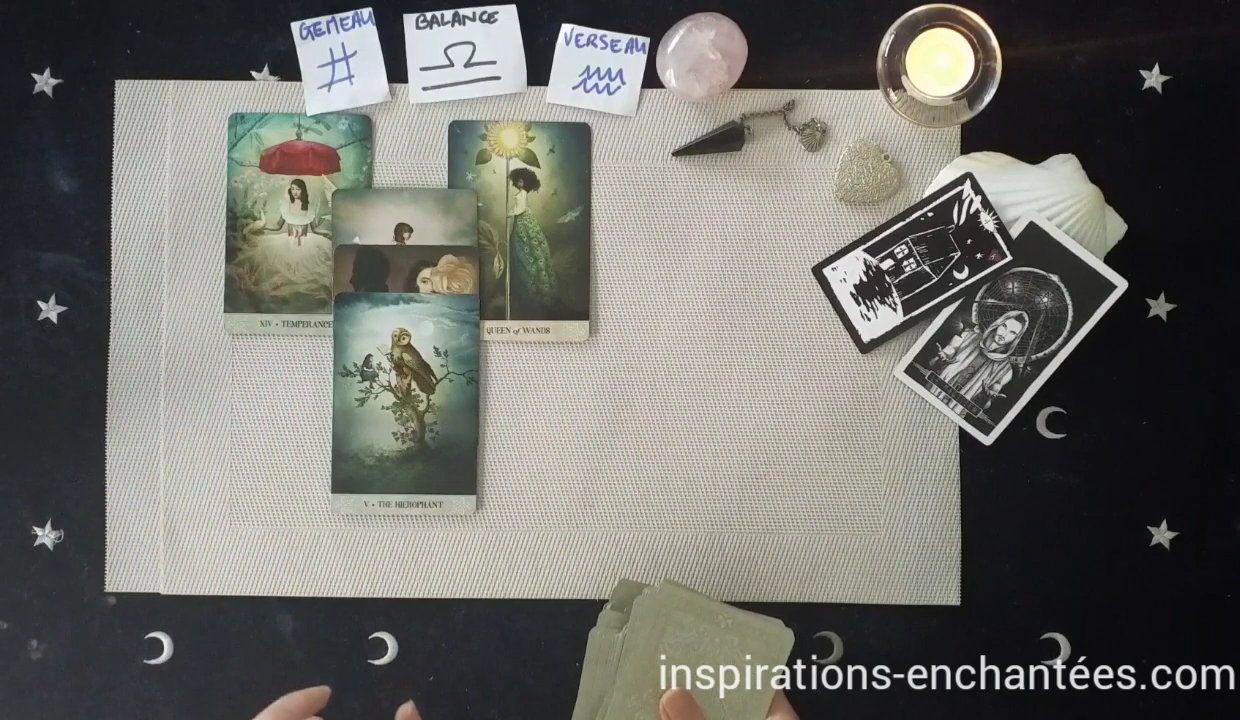 GEMEAU
BALANCE
VERSEAU
XIV • TEMPERANCE
QUEEN of WANDS
V • THE HIEROPHANT
inspirations-enchantées.com